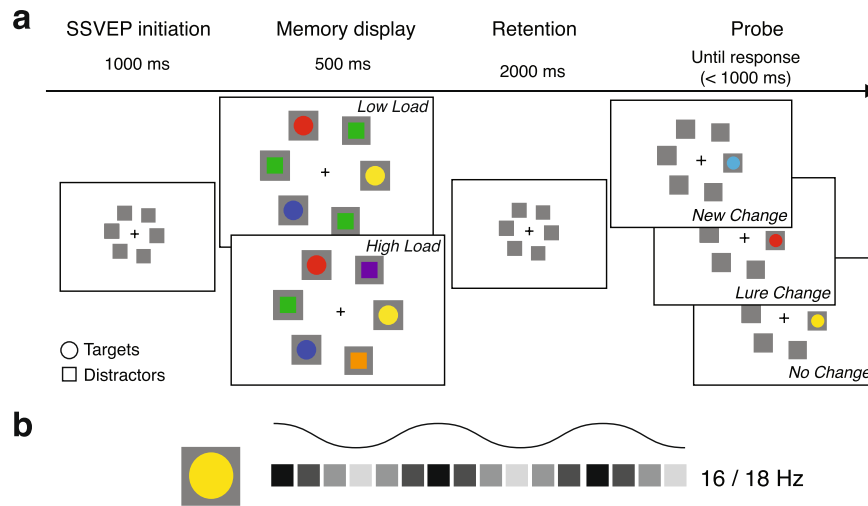 a
SSVEP initiation
1000 ms
Memory display
500 ms
Retention
2000 ms
Probe
Until response
(< 1000 ms)
Low Load
High Load
New Change
Lure Change
No Change
Targets
Distractors
b
16 / 18 Hz